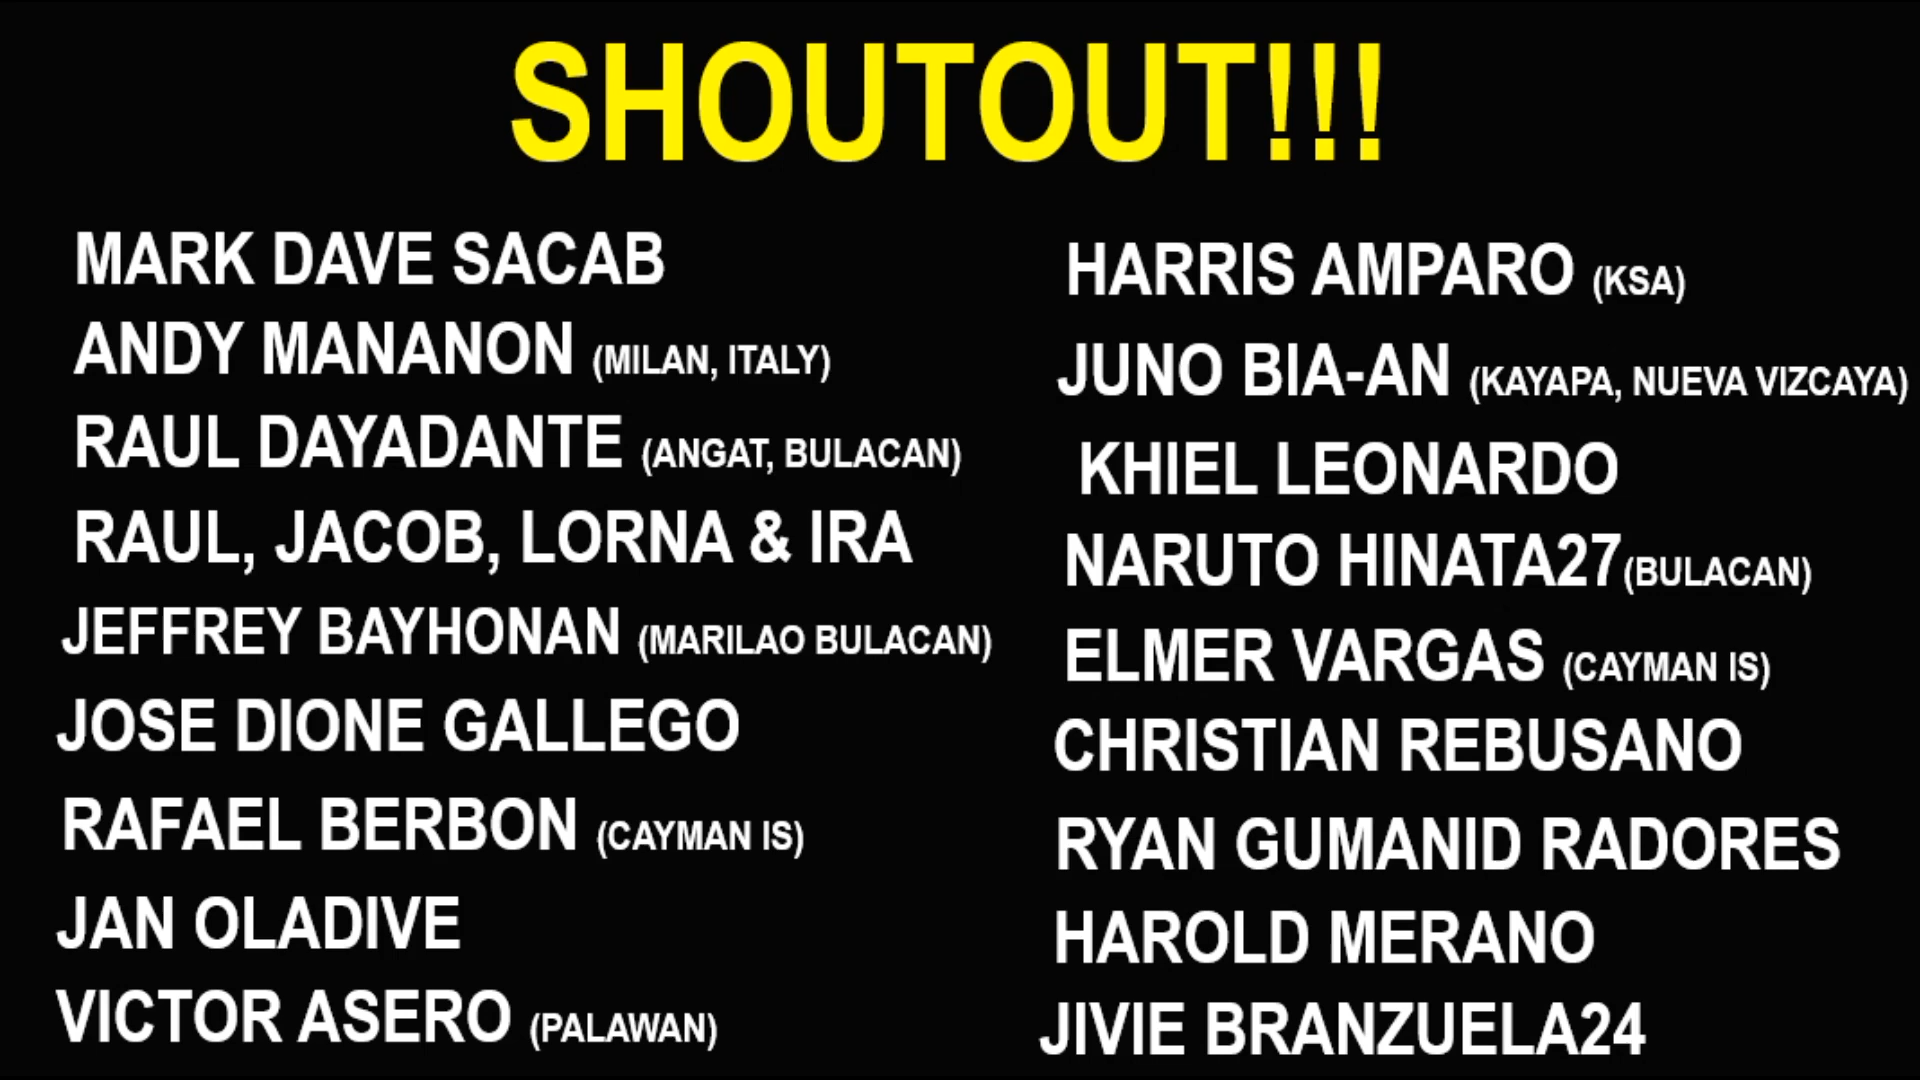 SHOUTOUT!!!
MARK DAVE SACAB
ANDY MANANON (MILAN, ITALY)
RAUL DAYADANTE (ANGAT, BULACAN)
RAUL, JACOB, LORNA & IRA
JEFFREY BAYHONAN (MARILAO BULACAN)
JOSE DIONE GALLEGO
RAFAEL BERBON (CAYMAN IS)
JAN OLADIVE
VICTOR ASERO (PALAWAN)
HARRIS AMPARO (KSA)
JUNO BIA-AN (KAYAPA, NUEVA VIZCAYA)
KHIEL LEONARDO
NARUTO HINATA27(BULACAN)
ELMER VARGAS (CAYMAN IS)
CHRISTIAN REBUSANO
RYAN GUMANID RADORES
HAROLD MERANO
JIVIE BRANZUELA24